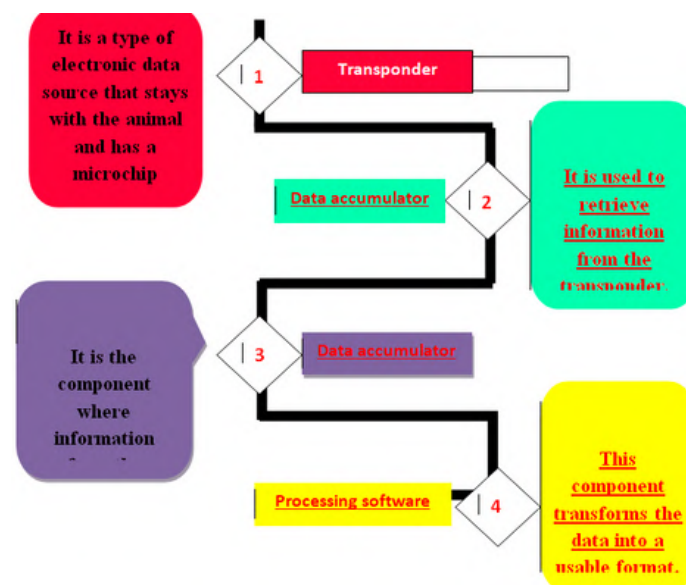 It is a type of
electronic data
source that stays
with the animal
and has a
microchip
1
Transponder
Data accumulator
2
It is used to
retrieve
information
from the
transponder.
It is the
component
where
information
3
Data accumulator
Processing software
4
This
component
transforms the
data into a
usable format.